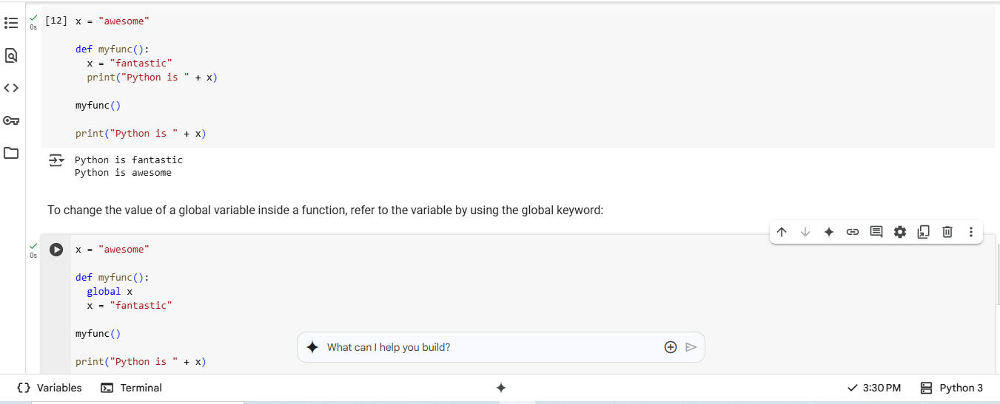 [12] x = "awesome"
0s
def myfunc():
  x = "fantastic"
  print("Python is " + x)
myfunc()
print("Python is " + x)
Python is fantastic
Python is awesome
To change the value of a global variable inside a function, refer to the variable by using the global keyword:
x = "awesome"
0s
def myfunc():
  global x
  x = "fantastic"
myfunc()
What can I help you build?
print("Python is " + x)
{} Variables Terminal 3:30 PM Python 3